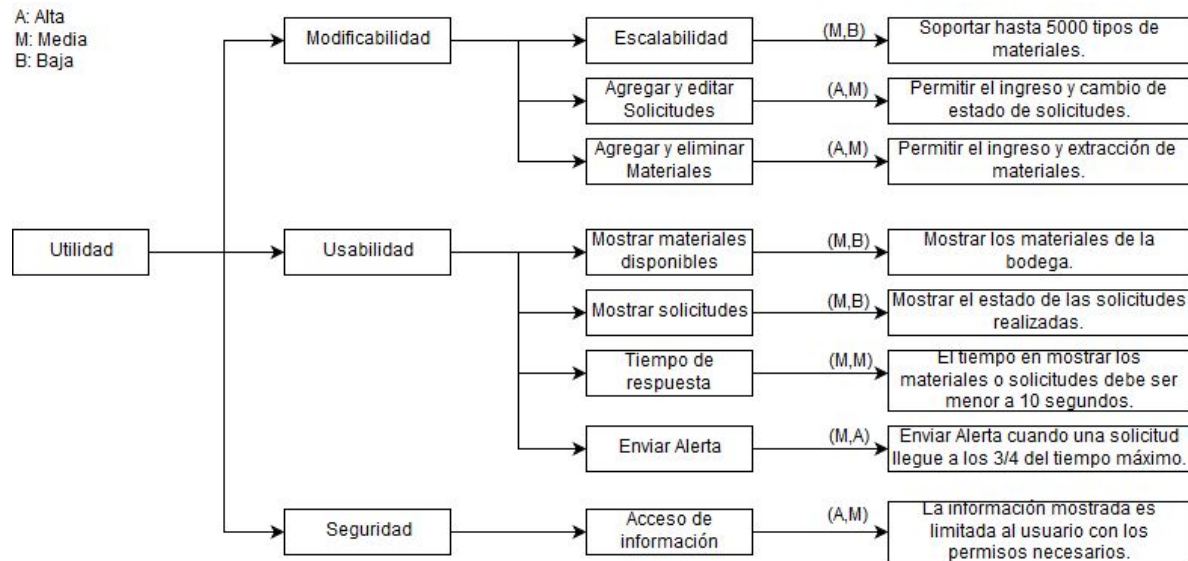 A: Alta
M: Media
B: Baja
Modificabilidad
Escalabilidad
(M,B)
Soportar hasta 5000 tipos de
materiales.
Agregar y editar
Solicitudes
(A,M)
Permitir el ingreso y cambio de
estado de solicitudes.
Agregar y eliminar
Materiales
(A,M)
Permitir el ingreso y extracción de
materiales.
Utilidad
Usabilidad
Mostrar materiales
disponibles
(M,B)
Mostrar los materiales de la
bodega.
Mostrar solicitudes
(M,B)
Mostrar el estado de las solicitudes
realizadas.
Tiempo de
respuesta
(M,M)
El tiempo en mostrar los
materiales o solicitudes debe ser
menor a 10 segundos.
Enviar Alerta
(M,A)
Enviar Alerta cuando una solicitud
llegue a los 3/4 del tiempo máximo.
Seguridad
Acceso de
información
(A,M)
La información mostrada es
limitada al usuario con los
permisos necesarios.